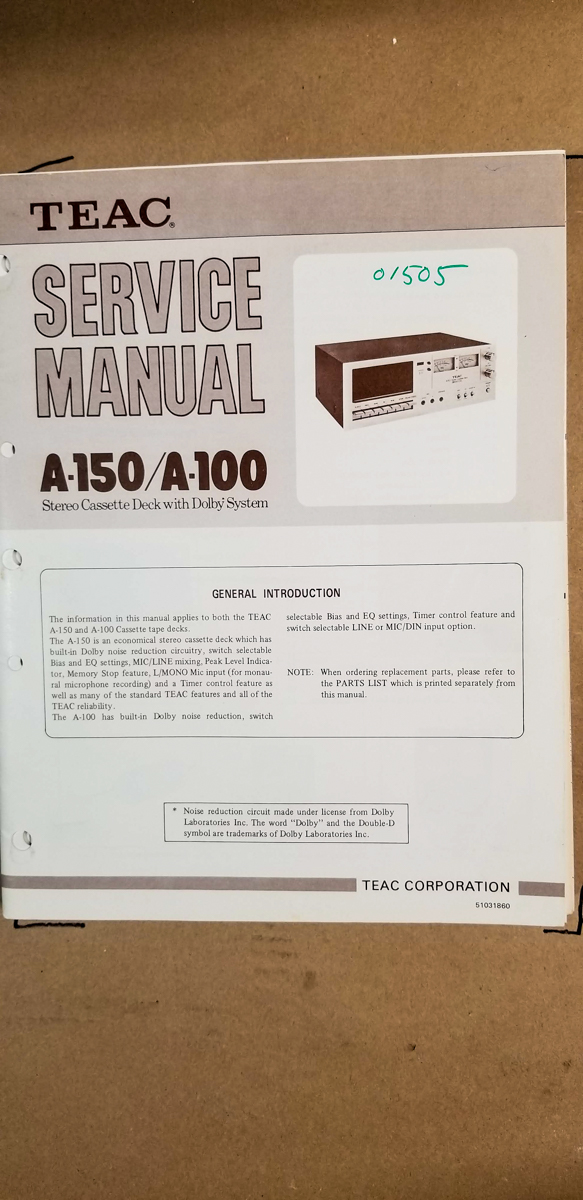 TEAC®
SERVICE
MANUAL
01505
TEAC
A-150/A-100
Stereo Cassette Deck with Dolby* System
GENERAL INTRODUCTION
The information in this manual applies to both the TEAC
A-150 and A-100 Cassette tape decks.
The A-150 is an economical stereo cassette deck which has
built-in Dolby noise reduction circuitry, switch selectable
Bias and EQ settings, MIC/LINE mixing, Peak Level Indica-
tor, Memory Stop feature, L/MONO Mic input (for monau-
ral microphone recording) and a Timer control feature as
well as many of the standard TEAC features and all of the
TEAC reliability.
The A-100 has built-in Dolby noise reduction, switch
selectable Bias and EQ settings, Timer control feature and
switch selectable LINE or MIC/DIN input option.
NOTE: When ordering replacement parts, please refer to
the PARTS LIST which is printed separately from
this manual.
* Noise reduction circuit made under license from Dolby
Laboratories Inc. The word "Dolby" and the Double-D
symbol are trademarks of Dolby Laboratories Inc.
TEAC CORPORATION
51031860